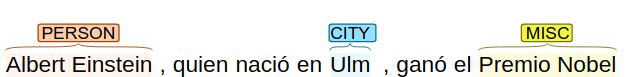 PERSON CITY MISC
Albert Einstein , quien nació en Ulm , ganó el Premio Nobel